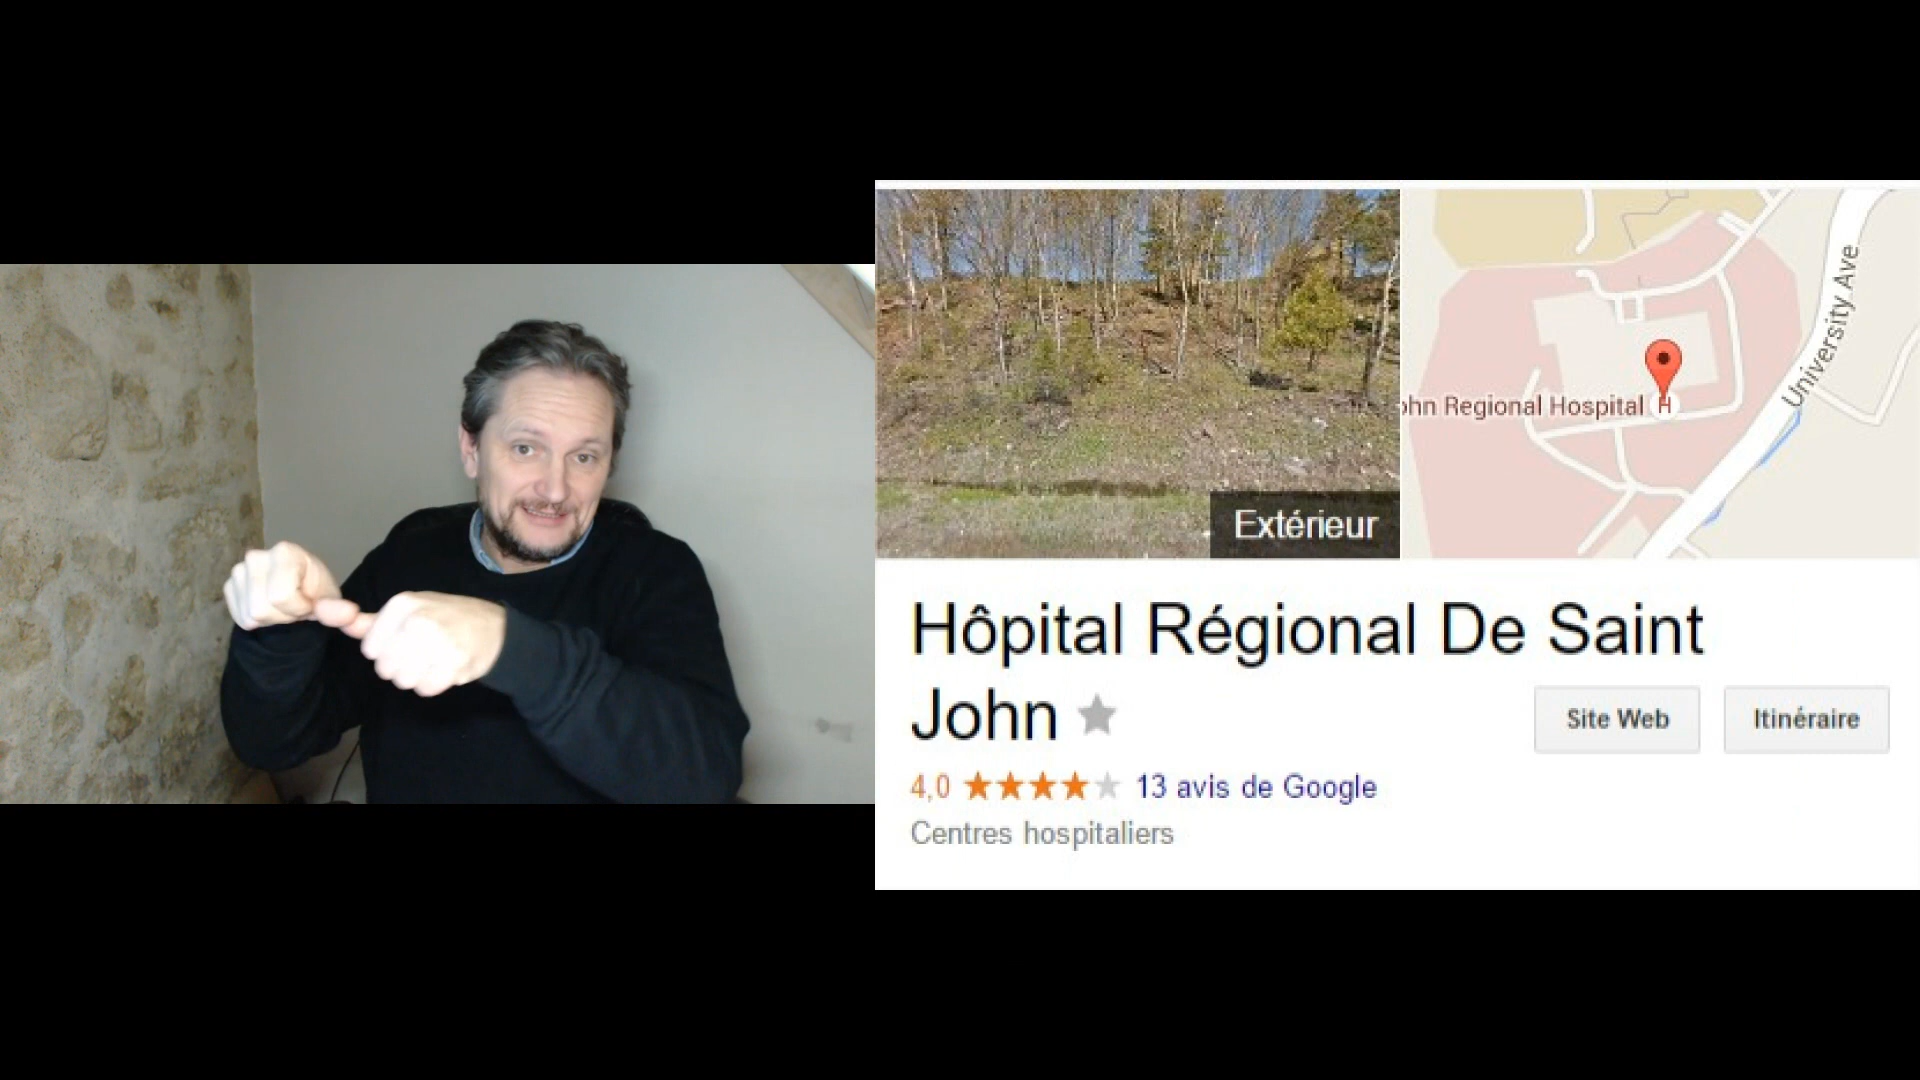 Extérieur
ohn Regional Hospital H
University Ave
Hôpital Régional De Saint
John
Site Web
Itinéraire
4,0 13 avis de Google
Centres hospitaliers